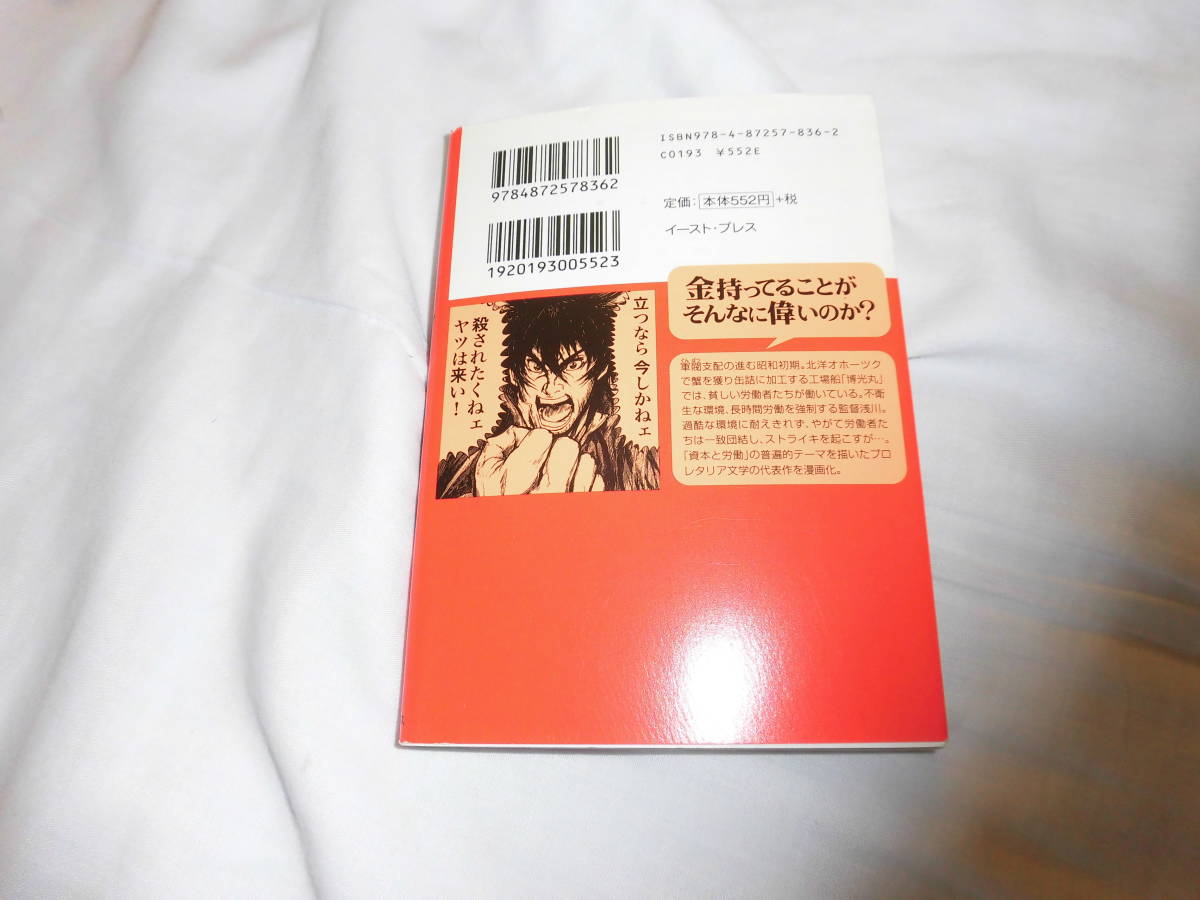 ISBN978-4-87257-836-2
C0193 ¥552E
9784872578362
定価：本体552円+税
イースト・プレス
1920193005523
金持ってることが
そんなに偉いのか？
立つなら今しかねェ
殺されたくねェ
ヤツは来い！
ぐんばつ
軍閥支配の進む昭和初期。北洋オホーツク
で蟹を獲り缶詰に加工する工場船「博光丸」
では、貧しい労働者たちが働いている。不衛
生な環境、長時間労働を強制する監督浅川。
過酷な環境に耐えきれず、やがて労働者た
ちは一致団結し、ストライキを起こすが…。
「資本と労働」の普遍的テーマを描いたプロ
レタリア文学の代表作を漫画化。